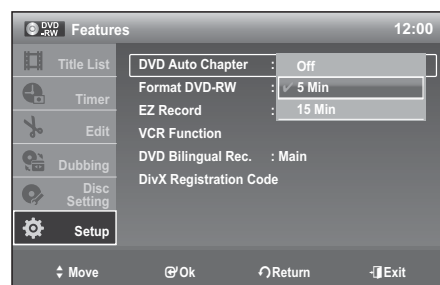 DVD-RW Features 12:00
Title List
Timer
Edit
Dubbing
Disc Setting
Setup
DVD Auto Chapter :
Format DVD-RW :
EZ Record :
VCR Function
DVD Bilingual Rec. : Main
DivX Registration Code
Off
✓ 5 Min
15 Min
Move Ok Return Exit